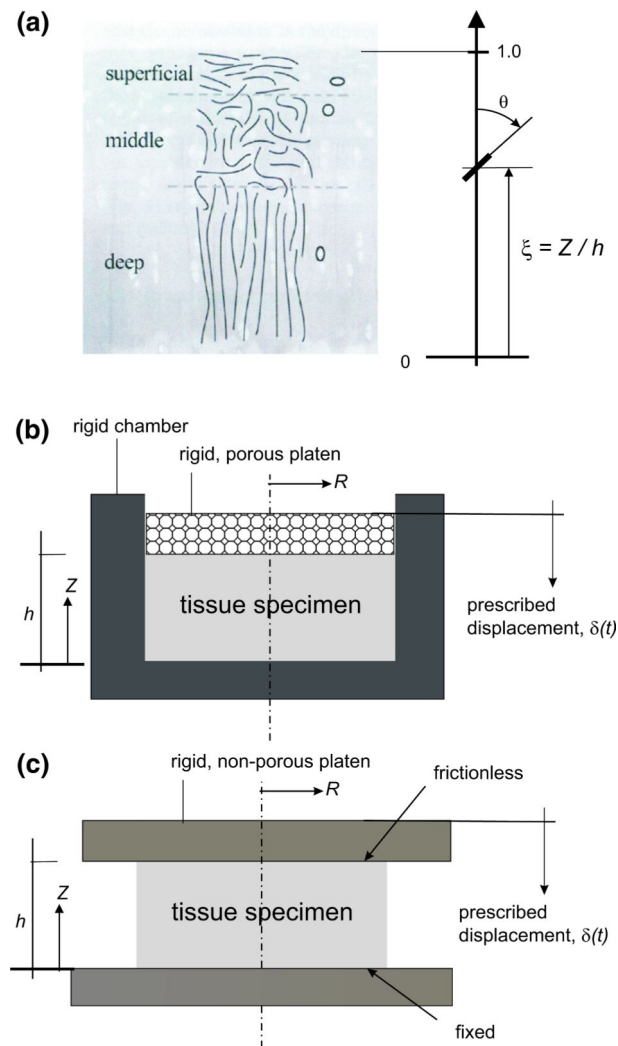 (a)
superficial
middle
deep
1.0
θ
ξ = Z / h
0
(b)
rigid chamber
rigid, porous platen
R
h
Z
tissue specimen
prescribed
displacement, δ(t)
(c)
rigid, non-porous platen
R
frictionless
h
Z
tissue specimen
prescribed
displacement, δ(t)
fixed